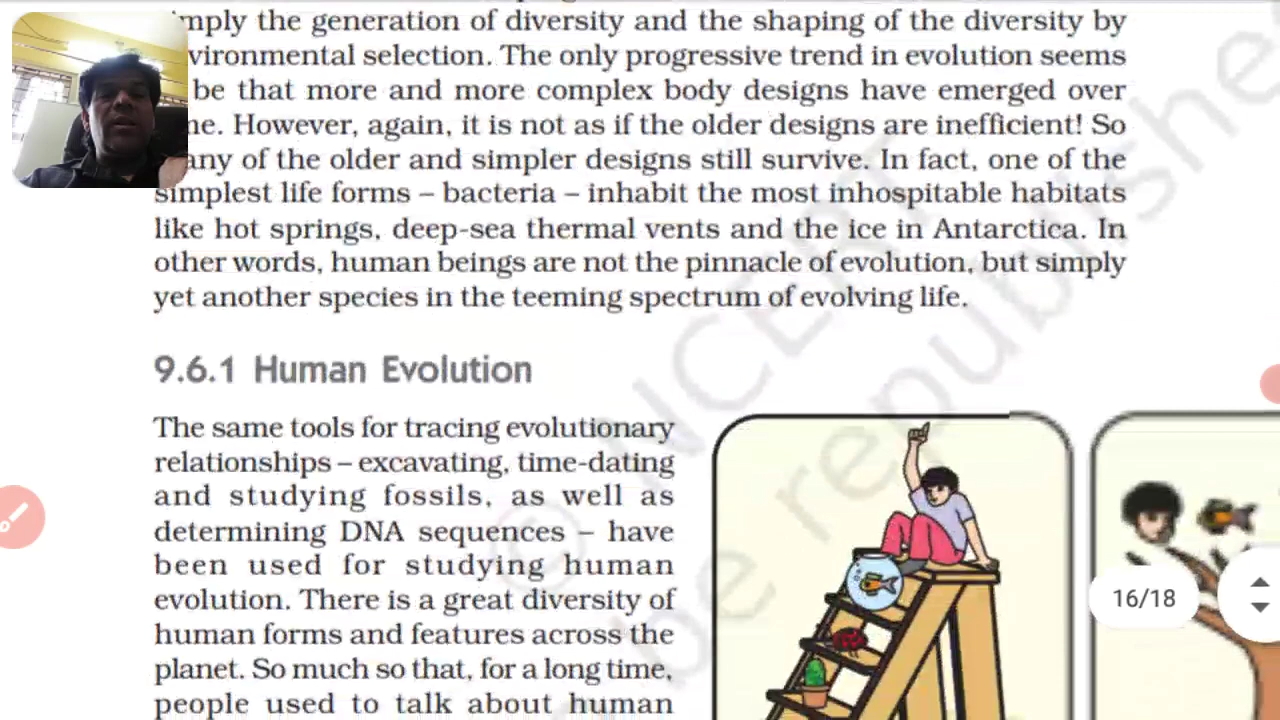 imply the generation of diversity and the shaping of the diversity by
vironmental selection. The only progressive trend in evolution seems
be that more and more complex body designs have emerged over
ne. However, again, it is not as if the older designs are inefficient! So
any of the older and simpler designs still survive. In fact, one of the
simplest life forms – bacteria – inhabit the most inhospitable habitats
like hot springs, deep-sea thermal vents and the ice in Antarctica. In
other words, human beings are not the pinnacle of evolution, but simply
yet another species in the teeming spectrum of evolving life.
9.6.1 Human Evolution
The same tools for tracing evolutionary
relationships – excavating, time-dating
and studying fossils, as well as
determining DNA sequences – have
been used for studying human
evolution. There is a great diversity of
human forms and features across the
planet. So much so that, for a long time,
people used to talk about human
16/18
© NCERT
be republishe